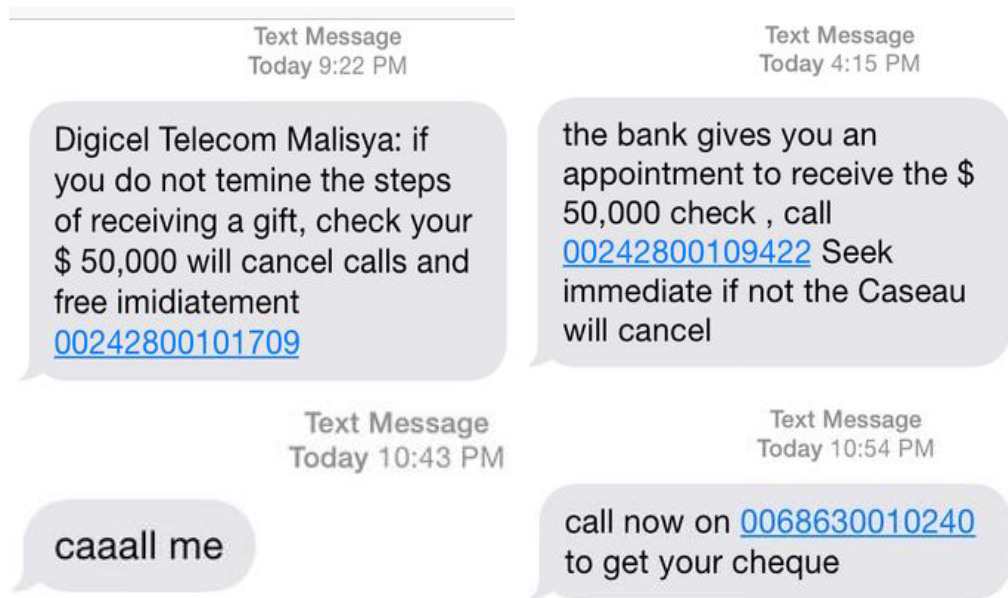 Text Message
Today 9:22 PM
Digicel Telecom Malisya: if
you do not temine the steps
of receiving a gift, check your
$ 50,000 will cancel calls and
free imidiatement
00242800101709
Text Message
Today 10:43 PM
caaall me
Text Message
Today 4:15 PM
the bank gives you an
appointment to receive the $
50,000 check , call
00242800109422 Seek
immediate if not the Caseau
will cancel
Text Message
Today 10:54 PM
call now on 0068630010240
to get your cheque